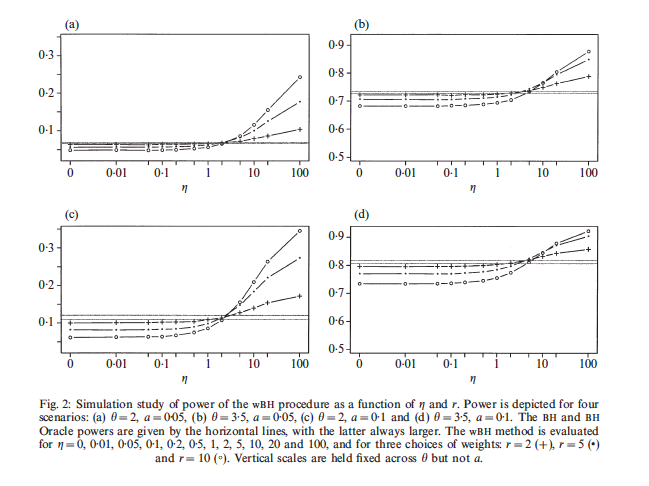 (a)
0·3
0·2
0·1
0 0·01 0·1 1 10 100
η
(b)
0·9
0·8
0·7
0·6
0·5
0 0·01 0·1 1 10 100
η
(c)
0·3
0·2
0·1
0 0·01 0·1 1 10 100
η
(d)
0·9
0·8
0·7
0·6
0·5
0 0·01 0·1 1 10 100
η
Fig. 2: Simulation study of power of the wBH procedure as a function of η and r. Power is depicted for four
scenarios: (a) θ=2, a=0·05, (b) θ=3·5, a=0·05, (c) θ=2, a=0·1 and (d) θ=3·5, a=0·1. The BH and BH
Oracle powers are given by the horizontal lines, with the latter always larger. The wBH method is evaluated
for η=0, 0·01, 0·05, 0·1, 0·2, 0·5, 1, 2, 5, 10, 20 and 100, and for three choices of weights: r=2 (+), r=5 (•)
and r=10 (∘). Vertical scales are held fixed across θ but not a.